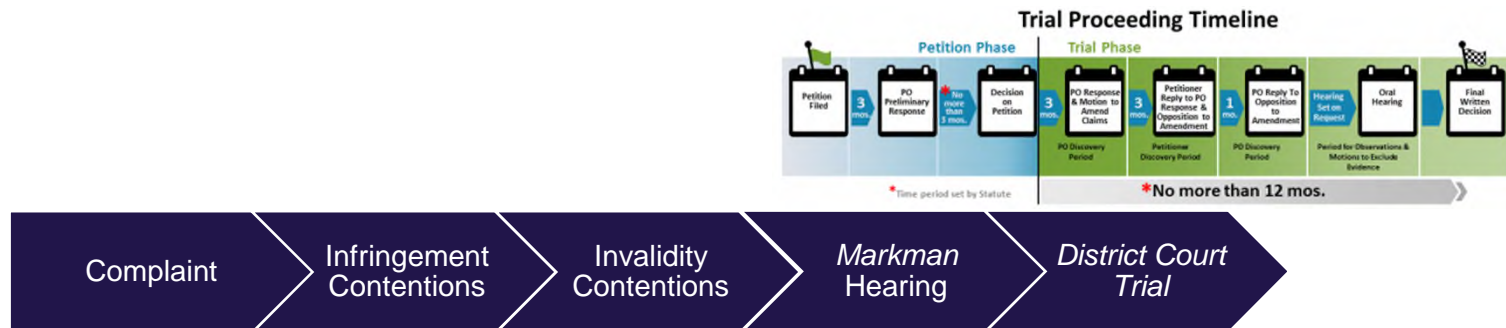 Trial Proceeding Timeline
Petition Phase
Trial Phase
Petition
Filed
3
mos.
PO
Preliminary
Response
*No
more
than
3 mos.
Decision
on
Petition
3
mos.
PO Response
& Motion to
Amend
Claims
3
mos.
Petitioner
Reply to PO
Response &
Opposition to
Amendment
1
mo.
PO Reply To
Opposition
to
Amendment
Hearing
Set on
Request
Oral
Hearing
Final
Written
Decision
PO Discovery
Period
Petitioner
Discovery Period
PO Discovery
Period
Period for Observations &
Motions to Exclude
Evidence
*Time period set by Statute
*No more than 12 mos.
Complaint
Infringement
Contentions
Invalidity
Contentions
Markman
Hearing
District Court
Trial